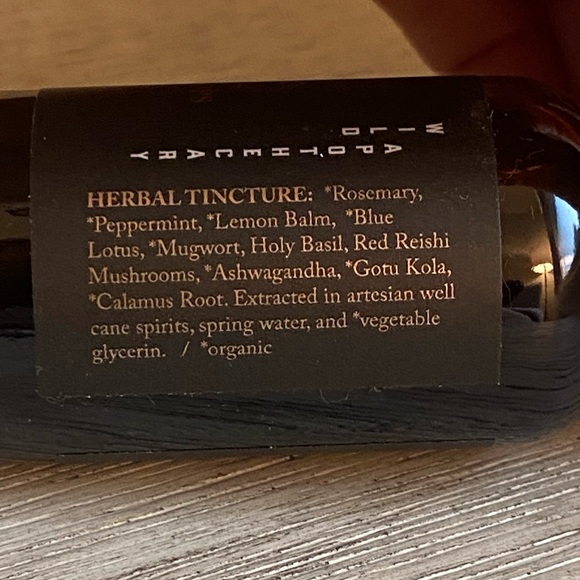 WILD
APOTHECARY
HERBAL TINCTURE: *Rosemary,
*Peppermint, *Lemon Balm, *Blue
Lotus, *Mugwort, Holy Basil, Red Reishi
Mushrooms, *Ashwagandha, *Gotu Kola,
*Calamus Root. Extracted in artesian well
cane spirits, spring water, and *vegetable
glycerin. / *organic